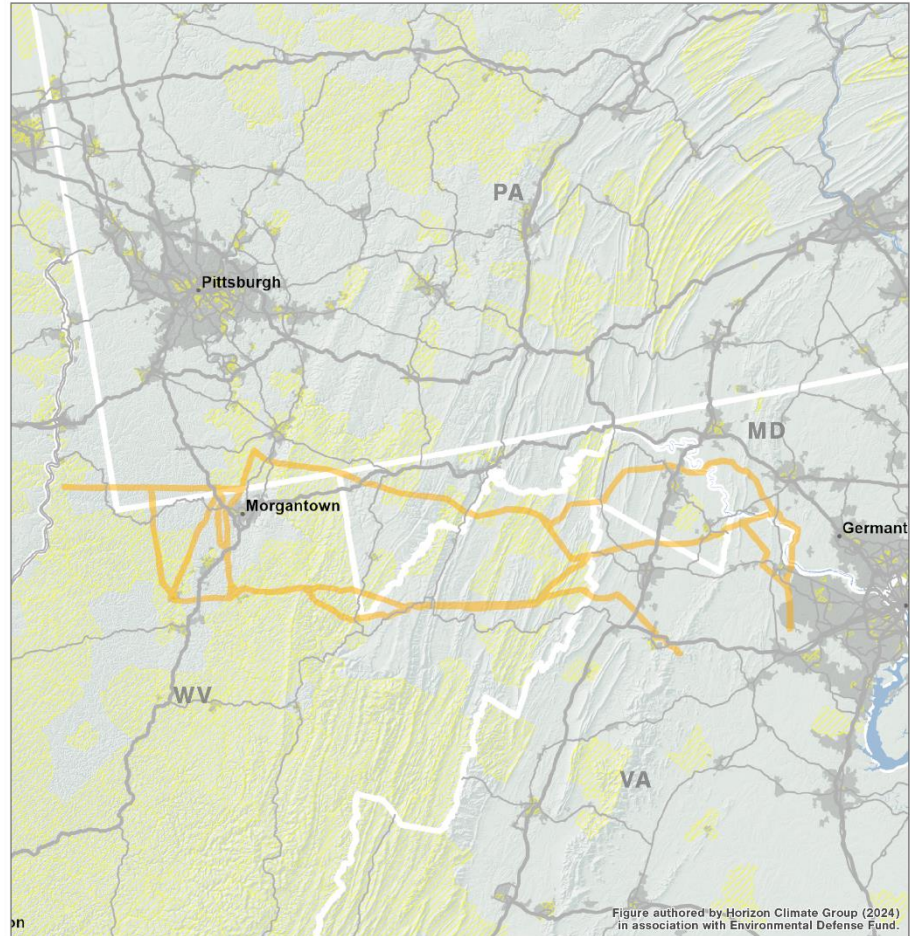 PA
Pittsburgh
MD
Morgantown
Germant
WV
VA
on
Figure authored by Horizon Climate Group (2024)
in association with Environmental Defense Fund.